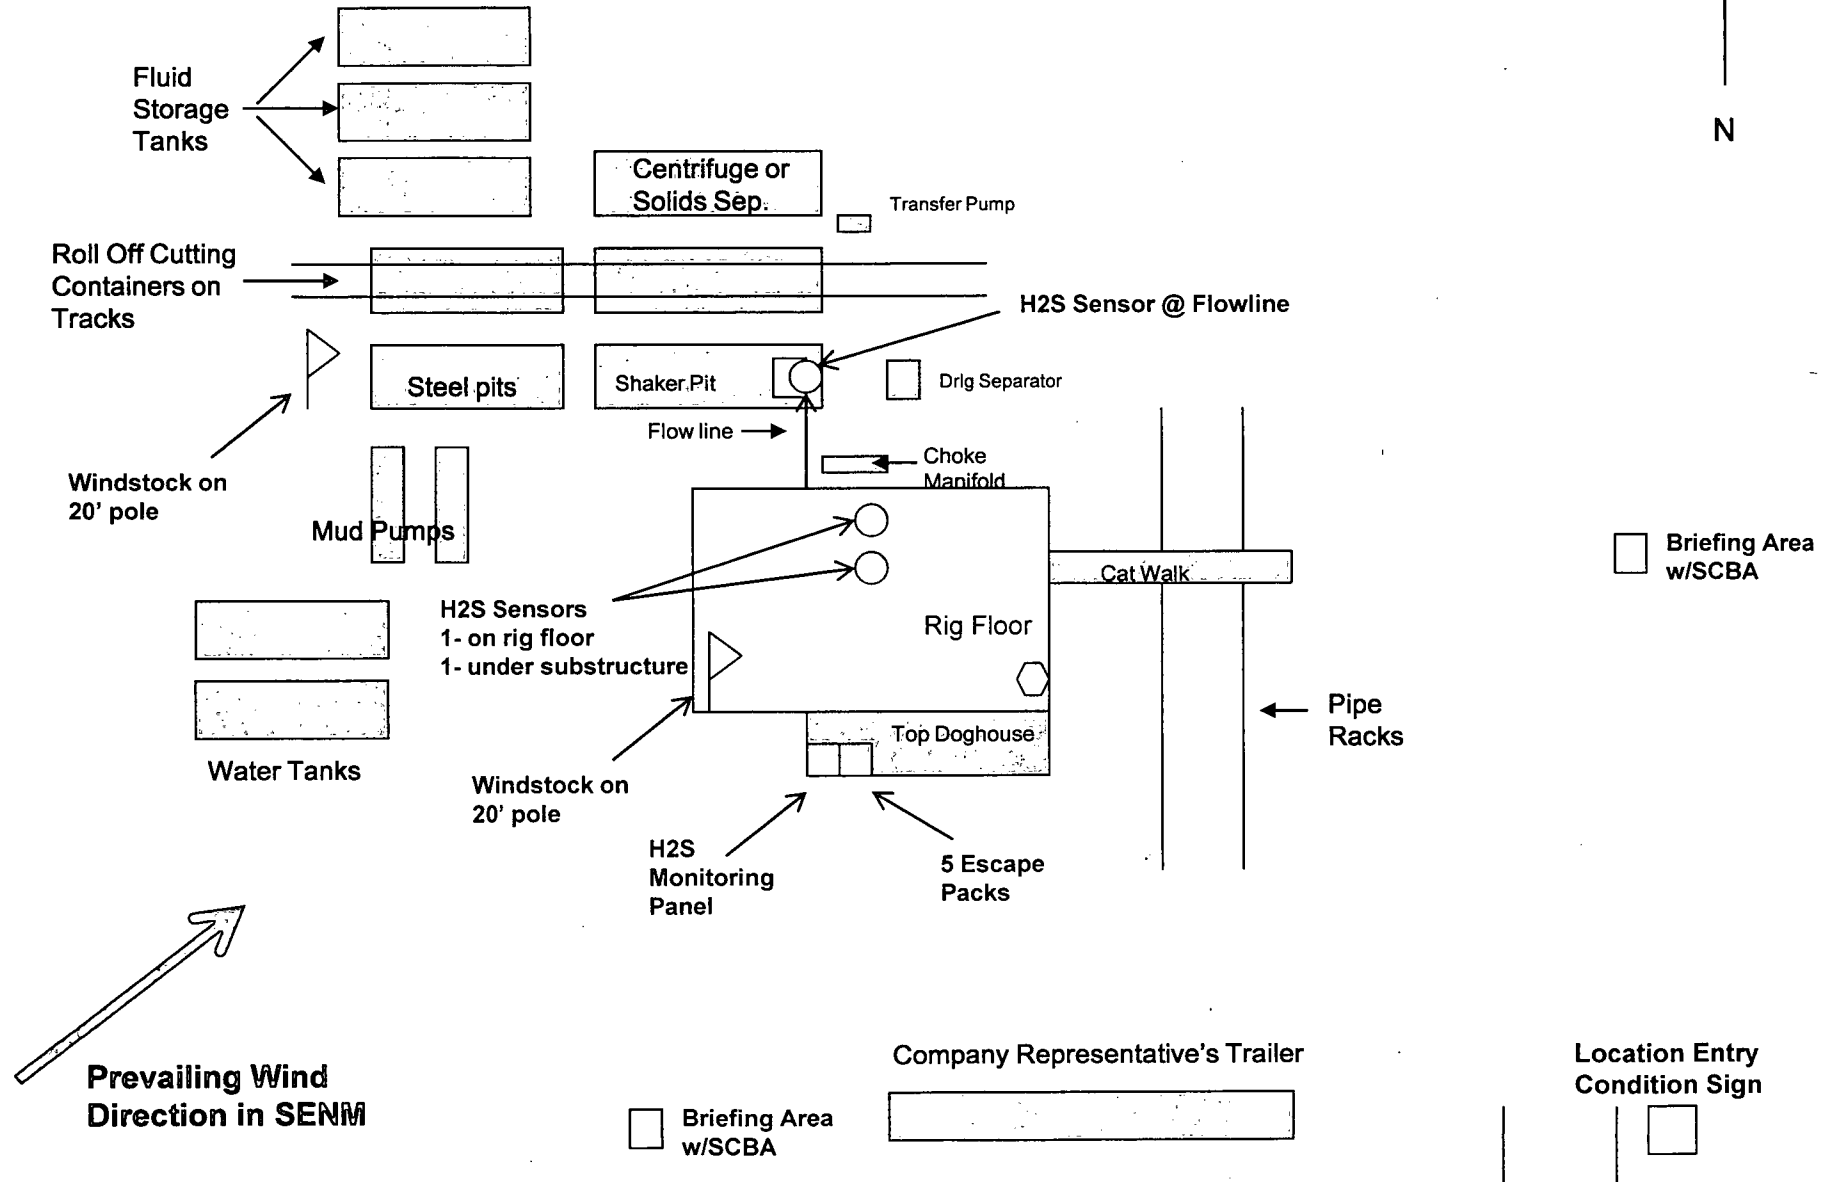 Fluid
Storage
Tanks
N
Centrifuge or
Solids Sep.
Transfer Pump
Roll Off Cutting
Containers on
Tracks
H2S Sensor @ Flowline
Steel pits
Shaker Pit
Drlg Separator
Flow line
Choke
Manifold
Windstock on
20' pole
Mud Pumps
Briefing Area
w/SCBA
Cat Walk
H2S Sensors
1- on rig floor
1- under substructure
Rig Floor
Pipe
Racks
Top Doghouse
Water Tanks
Windstock on
20' pole
H2S
Monitoring
Panel
5 Escape
Packs
Prevailing Wind
Direction in SENM
Company Representative's Trailer
Location Entry
Condition Sign
Briefing Area
w/SCBA